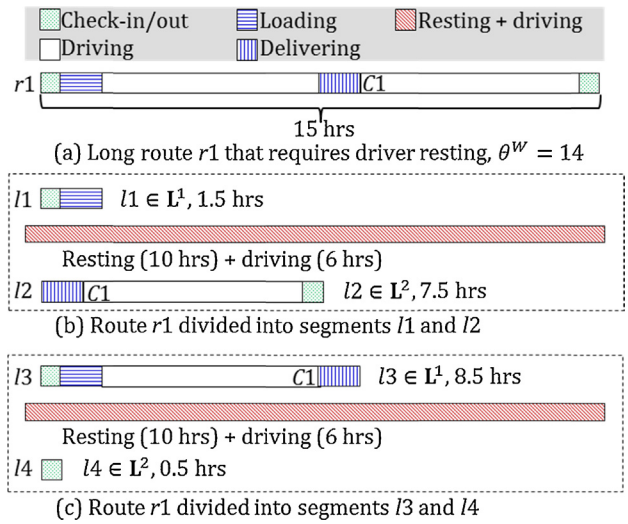 Check-in/out Loading Resting + driving
Driving Delivering
r1 C1
15 hrs
(a) Long route r1 that requires driver resting, θ^W = 14
l1 l1 ∈ L^1, 1.5 hrs
Resting (10 hrs) + driving (6 hrs)
l2 C1 l2 ∈ L^2, 7.5 hrs
(b) Route r1 divided into segments l1 and l2
l3 C1 l3 ∈ L^1, 8.5 hrs
Resting (10 hrs) + driving (6 hrs)
l4 l4 ∈ L^2, 0.5 hrs
(c) Route r1 divided into segments l3 and l4